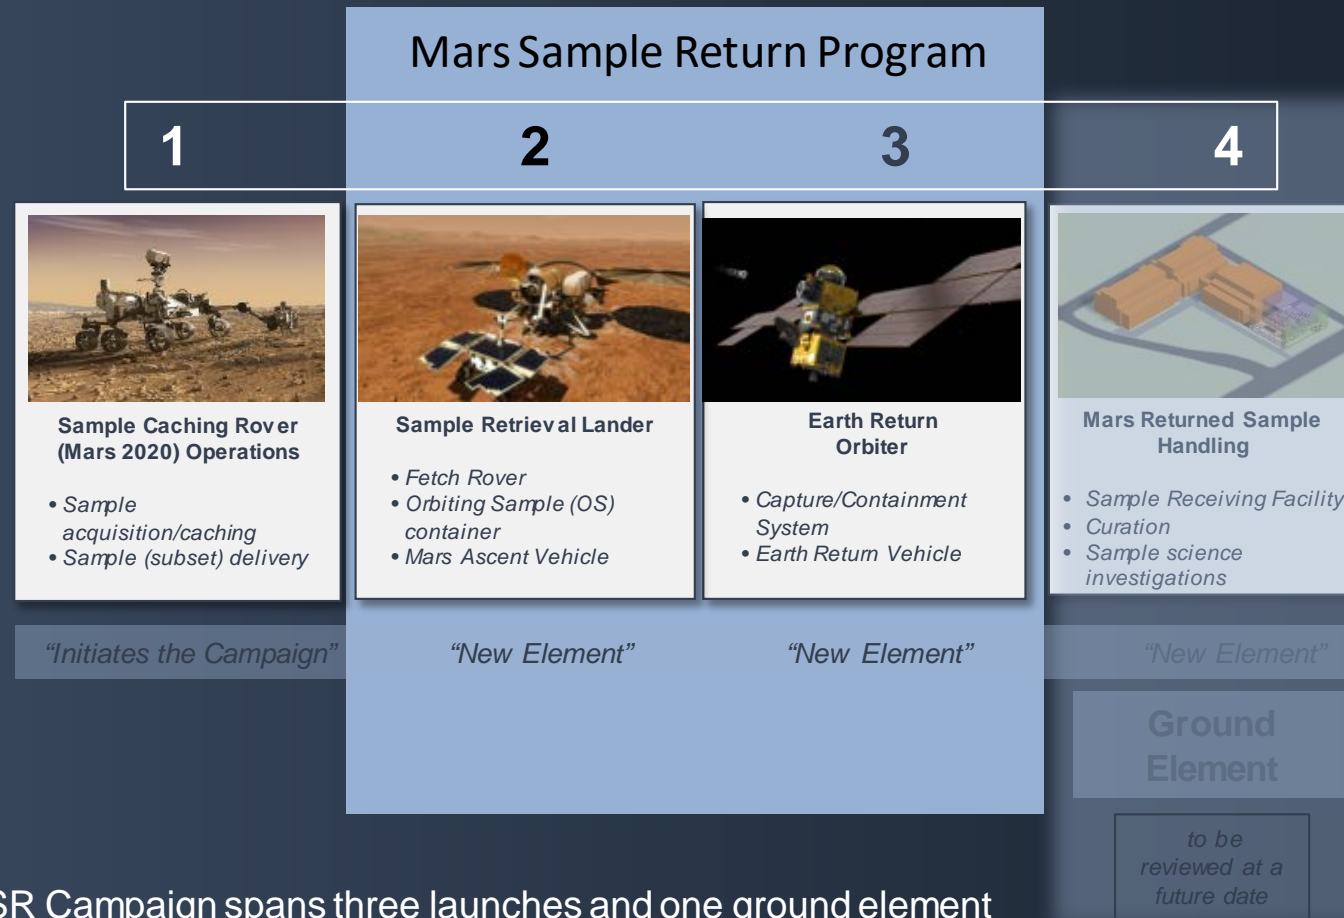 Mars Sample Return Program
1
2
3
4
Sample Caching Rover
(Mars 2020) Operations
• Sample
acquisition/caching
• Sample (subset) delivery
Sample Retrieval Lander
• Fetch Rover
• Orbiting Sample (OS)
container
• Mars Ascent Vehicle
Earth Return
Orbiter
• Capture/Containment
System
• Earth Return Vehicle
Mars Returned Sample
Handling
• Sample Receiving Facility
• Curation
• Sample science
investigations
“Initiates the Campaign”
“New Element”
“New Element”
“New Element”
Ground
Element
to be
reviewed at a
future date
SR Campaign spans three launches and one ground element